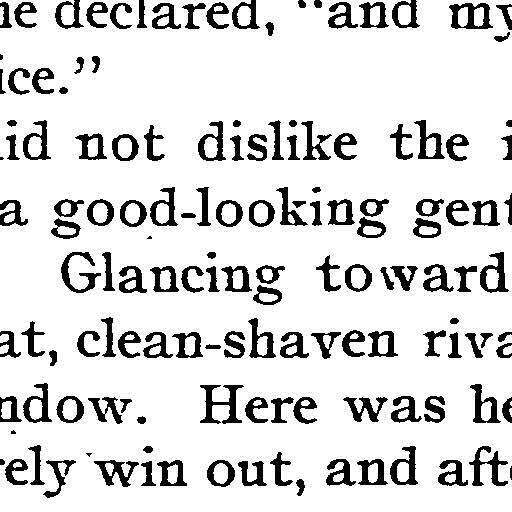 he declared, "and my
ice."
id not dislike the i
a good-looking gent
Glancing toward
at, clean-shaven riva
ndow. Here was he
rely win out, and afte